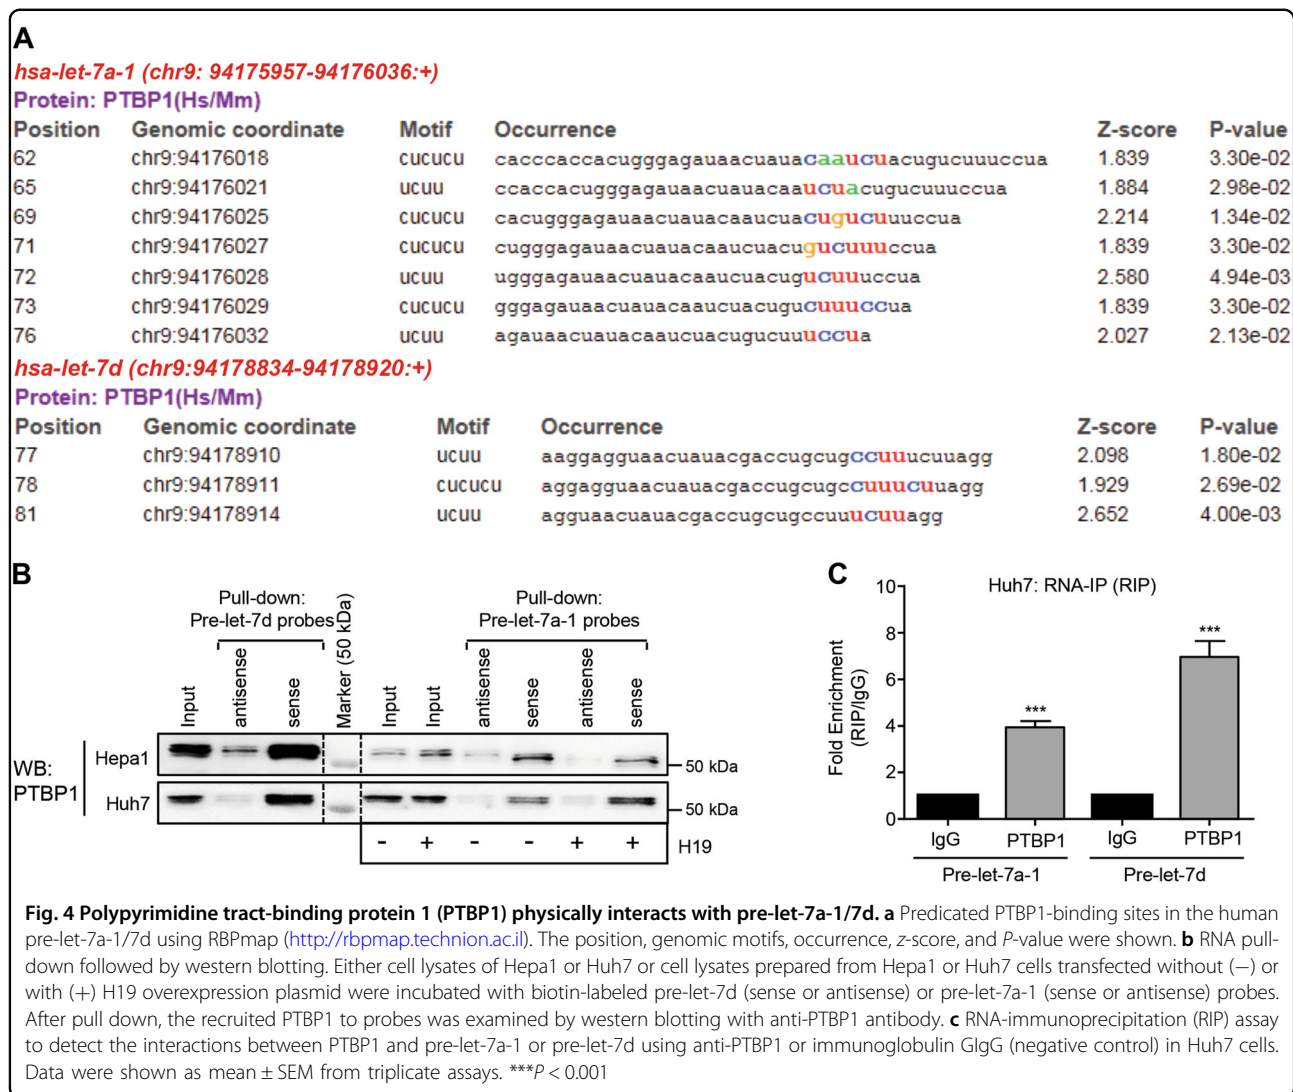 A
hsa-let-7a-1 (chr9: 94175957-94176036:+)
Protein: PTBP1(Hs/Mm)
Position Genomic coordinate Motif Occurrence Z-score P-value
62 chr9:94176018 cucucu cacccaccacugggagauaacuauacaaucuacugucuuuccua 1.839 3.30e-02
65 chr9:94176021 ucuu ccaccacugggagauaacuauacaaucuacugucuuuccua 1.884 2.98e-02
69 chr9:94176025 cucucu cacugggagauaacuauacaaucuacugucuuuccua 2.214 1.34e-02
71 chr9:94176027 cucucu cugggagauaacuauacaaucuacugucuuuccua 1.839 3.30e-02
72 chr9:94176028 ucuu ugggagauaacuauacaaucuacugucuuuccua 2.580 4.94e-03
73 chr9:94176029 cucucu gggagauaacuauacaaucuacugucuuuccua 1.839 3.30e-02
76 chr9:94176032 ucuu agauaacuauacaaucuacugucuuuccua 2.027 2.13e-02
hsa-let-7d (chr9:94178834-94178920:+)
Protein: PTBP1(Hs/Mm)
Position Genomic coordinate Motif Occurrence Z-score P-value
77 chr9:94178910 ucuu aaggagguaacuauacgaccugcugccuuucuuagg 2.098 1.80e-02
78 chr9:94178911 cucucu aggagguaacuauacgaccugcugccuuucuuagg 1.929 2.69e-02
81 chr9:94178914 ucuu agguaacuauacgaccugcugccuuucuuagg 2.652 4.00e-03
B
Pull-down:
Pre-let-7d probes
Pull-down:
Pre-let-7a-1 probes
Input antisense sense Marker (50 kDa) Input Input antisense sense antisense sense
WB:
PTBP1
Hepa1
50 kDa
Huh7
50 kDa
- + - - + + H19
C
Huh7: RNA-IP (RIP)
Fold Enrichment
(RIP/IgG)
10
8
6
4
2
0
***
***
IgG PTBP1 IgG PTBP1
Pre-let-7a-1 Pre-let-7d
Fig. 4 Polypyrimidine tract-binding protein 1 (PTBP1) physically interacts with pre-let-7a-1/7d. a Predicated PTBP1-binding sites in the human
pre-let-7a-1/7d using RBPmap (http://rbpmap.technion.ac.il). The position, genomic motifs, occurrence, z-score, and P-value were shown. b RNA pull-
down followed by western blotting. Either cell lysates of Hepa1 or Huh7 or cell lysates prepared from Hepa1 or Huh7 cells transfected without (−) or
with (+) H19 overexpression plasmid were incubated with biotin-labeled pre-let-7d (sense or antisense) or pre-let-7a-1 (sense or antisense) probes.
After pull down, the recruited PTBP1 to probes was examined by western blotting with anti-PTBP1 antibody. c RNA-immunoprecipitation (RIP) assay
to detect the interactions between PTBP1 and pre-let-7a-1 or pre-let-7d using anti-PTBP1 or immunoglobulin GIgG (negative control) in Huh7 cells.
Data were shown as mean ± SEM from triplicate assays. ***P < 0.001